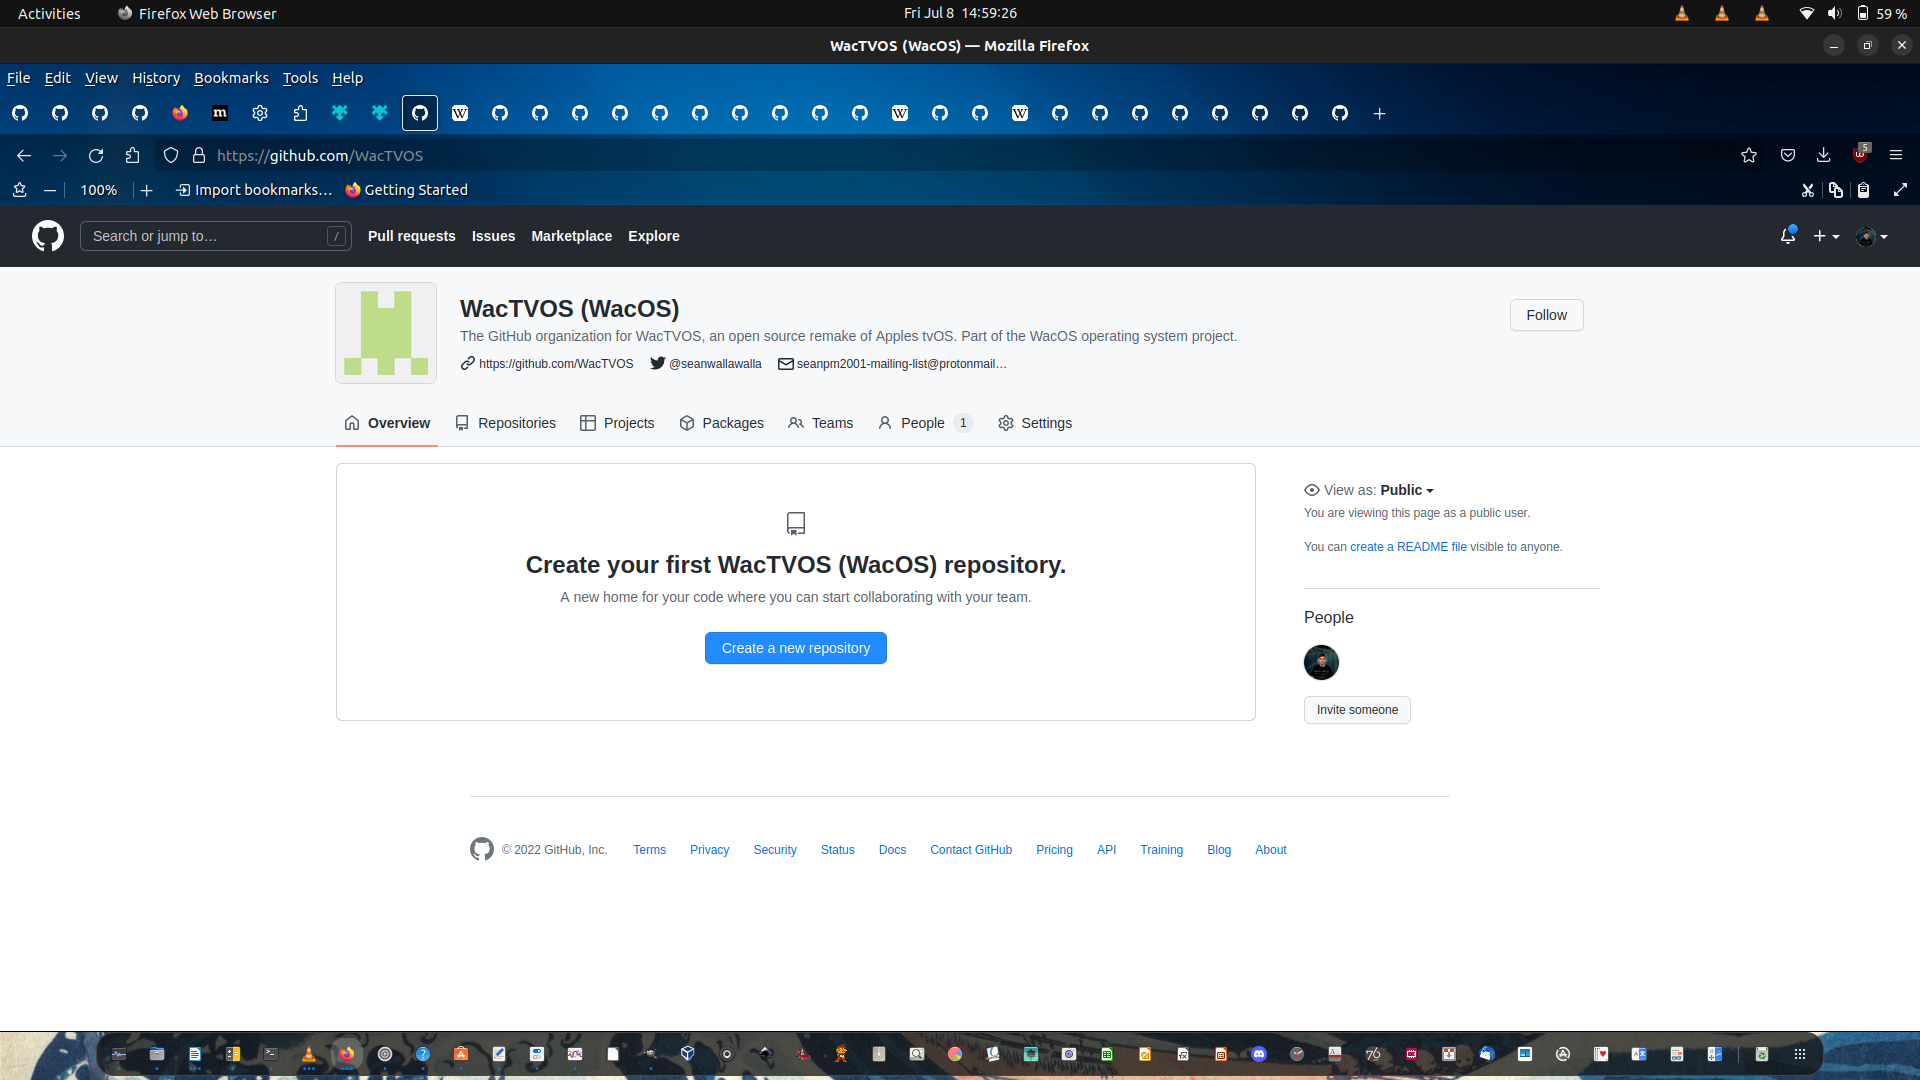 Activities
Firefox Web Browser
Fri Jul 8 14:59:26
59 %
WacTVOS (WacOS) — Mozilla Firefox
File Edit View History Bookmarks Tools Help
https://github.com/WacTVOS
5
100%
Import bookmarks…
Getting Started
Search or jump to…
/
Pull requests
Issues
Marketplace
Explore
WacTVOS (WacOS)
Follow
The GitHub organization for WacTVOS, an open source remake of Apples tvOS. Part of the WacOS operating system project.
https://github.com/WacTVOS
@seanwallawalla
seanpm2001-mailing-list@protonmail…
Overview
Repositories
Projects
Packages
Teams
People 1
Settings
Create your first WacTVOS (WacOS) repository.
A new home for your code where you can start collaborating with your team.
Create a new repository
View as: Public
You are viewing this page as a public user.
You can create a README file visible to anyone.
People
Invite someone
© 2022 GitHub, Inc.
Terms
Privacy
Security
Status
Docs
Contact GitHub
Pricing
API
Training
Blog
About